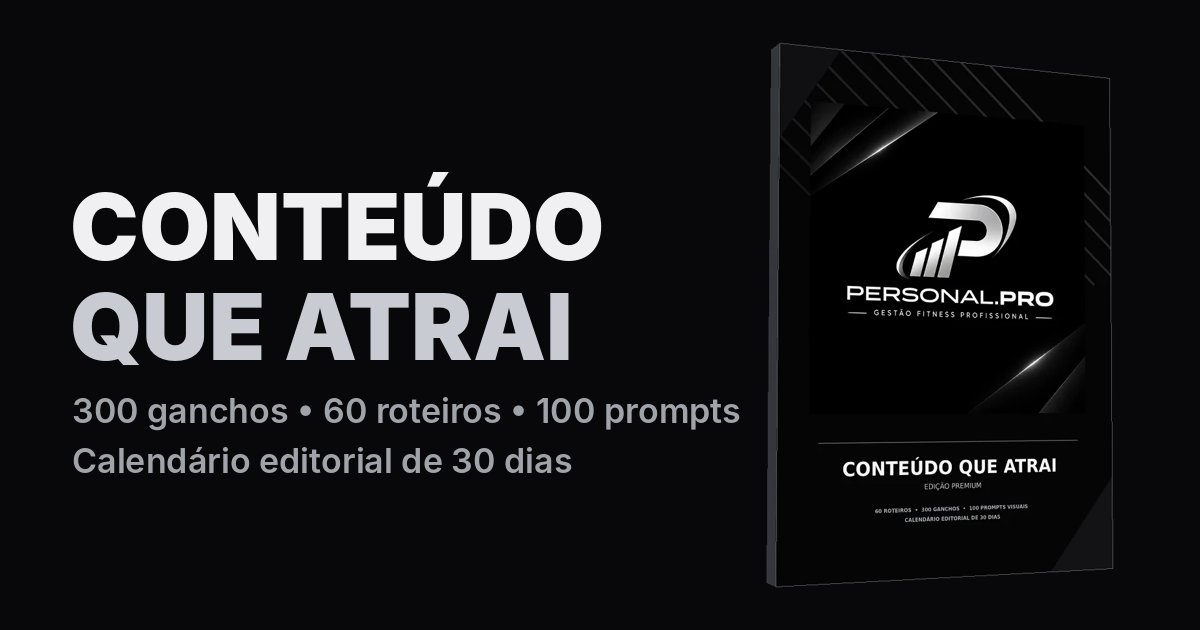 CONTEÚDO
QUE ATRAI
300 ganchos • 60 roteiros • 100 prompts
Calendário editorial de 30 dias
PERSONAL.PRO
GESTÃO FITNESS PROFISSIONAL
CONTEÚDO QUE ATRAI
EDIÇÃO PREMIUM
60 ROTEIROS • 300 GANCHOS • 100 PROMPTS VISUAIS
CALENDÁRIO EDITORIAL DE 30 DIAS